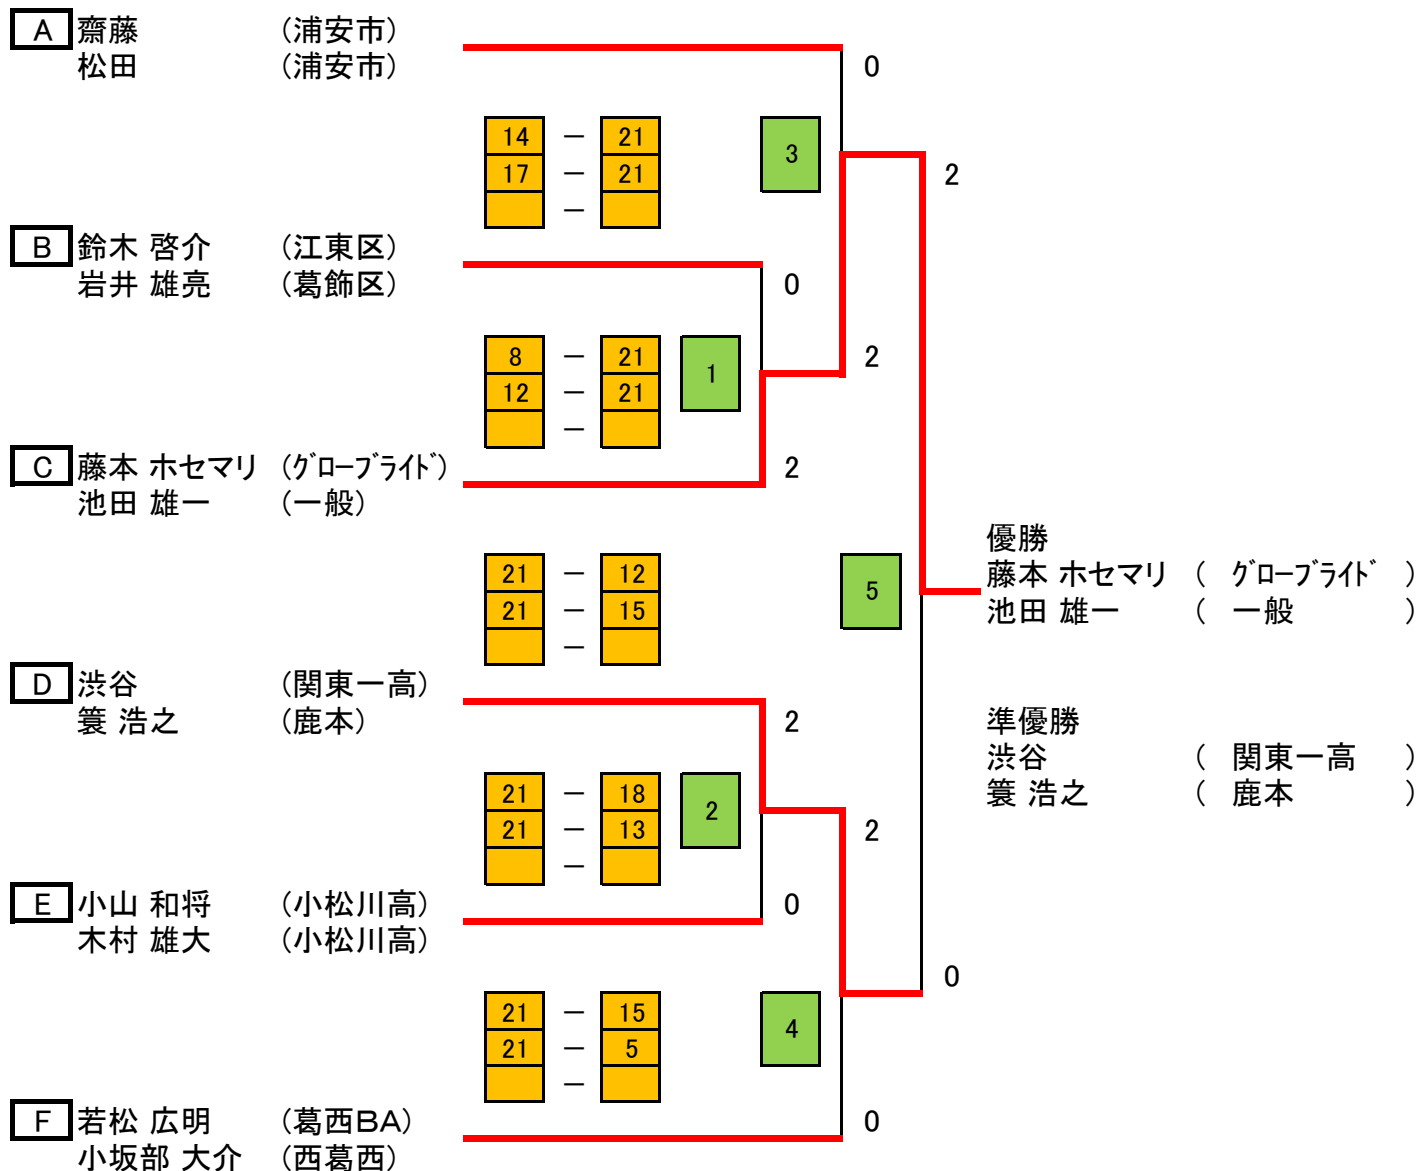 A 齋藤 (浦安市)
松田 (浦安市)
0
14 － 21
17 － 21
－
3
2
B 鈴木 啓介 (江東区)
岩井 雄亮 (葛飾区)
0
8 － 21
12 － 21
－
1
2
C 藤本 ホセマリ (ｸﾞﾛｰﾌﾞﾗｲﾄﾞ)
池田 雄一 (一般)
2
21 － 12
21 － 15
－
5
優勝
藤本 ホセマリ ( ｸﾞﾛｰﾌﾞﾗｲﾄﾞ )
池田 雄一 ( 一般 )
D 渋谷 (関東一高)
簑 浩之 (鹿本)
2
準優勝
渋谷 ( 関東一高 )
簑 浩之 ( 鹿本 )
21 － 18
21 － 13
－
2
2
E 小山 和将 (小松川高)
木村 雄大 (小松川高)
0
0
21 － 15
21 － 5
－
4
F 若松 広明 (葛西BA)
小坂部 大介 (西葛西)
0